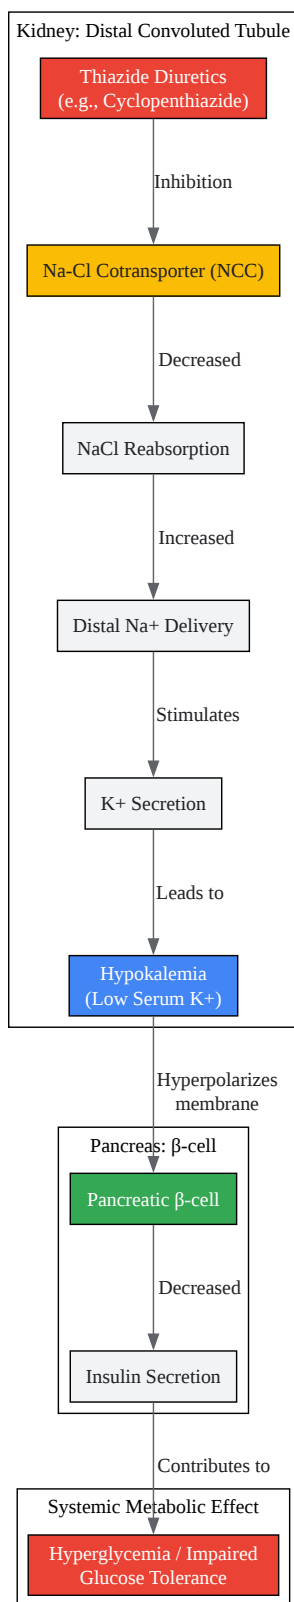 Kidney: Distal Convoluted Tubule
Thiazide Diuretics
(e.g., Cyclopenthiazide)
Inhibition
Na-Cl Cotransporter (NCC)
Decreased
NaCl Reabsorption
Increased
Distal Na+ Delivery
Stimulates
K+ Secretion
Leads to
Hypokalemia
(Low Serum K+)
Hyperpolarizes
membrane
Pancreas: β-cell
Pancreatic β-cell
Decreased
Insulin Secretion
Contributes to
Systemic Metabolic Effect
Hyperglycemia / Impaired
Glucose Tolerance